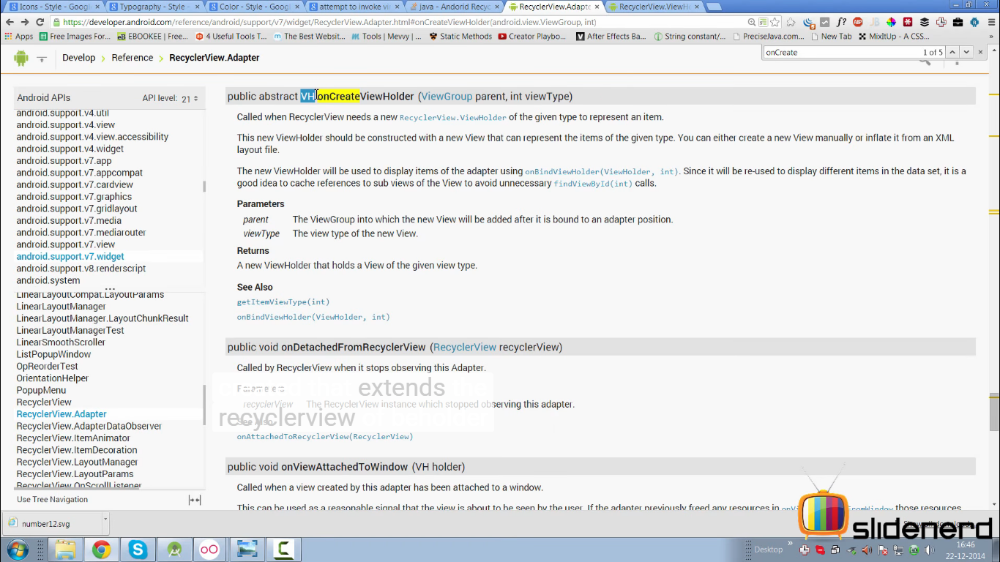 Icons - Style - Google
Typography - Style - G
Color - Style - Google
attempt to invoke vir
java - Andorid Recyc
RecyclerView.Adapte
RecyclerView.ViewH
https://developer.android.com/reference/android/support/v7/widget/RecyclerView.Adapter.html#onCreateViewHolder(android.view.ViewGroup, int)
Apps
Free Images For...
eB EBOOKEE | Free...
4 Useful Tools T...
The Best Websit...
Tools | Mevvy |...
Static Methods
Creator Playboo...
After Effects Ba...
String constant/...
PreciseJava.com...
New Tab
MixItUp - A CSS...
Develop > Reference > RecyclerView.Adapter
onCreate
1 of 5
Android APIs
API level: 21
android.support.v4.util
android.support.v4.view
android.support.v4.view.accessibility
android.support.v4.widget
android.support.v7.app
android.support.v7.appcompat
android.support.v7.cardview
android.support.v7.graphics
android.support.v7.gridlayout
android.support.v7.media
android.support.v7.mediarouter
android.support.v7.view
android.support.v7.widget
android.support.v8.renderscript
android.system
LinearLayoutCompat.LayoutParams
LinearLayoutManager
LinearLayoutManager.LayoutChunkResult
LinearLayoutManagerTest
LinearSmoothScroller
ListPopupWindow
OpReorderTest
OrientationHelper
PopupMenu
RecyclerView
RecyclerView.Adapter
RecyclerView.AdapterDataObserver
RecyclerView.ItemAnimator
RecyclerView.ItemDecoration
RecyclerView.LayoutManager
RecyclerView.LayoutParams
RecyclerView.OnScrollListener
Use Tree Navigation
public abstract VH onCreateViewHolder (ViewGroup parent, int viewType)
Called when RecyclerView needs a new RecyclerView.ViewHolder of the given type to represent an item.
This new ViewHolder should be constructed with a new View that can represent the items of the given type. You can either create a new View manually or inflate it from an XML
layout file.
The new ViewHolder will be used to display items of the adapter using onBindViewHolder(ViewHolder, int). Since it will be re-used to display different items in the data set, it is a
good idea to cache references to sub views of the View to avoid unnecessary findViewById(int) calls.
Parameters
parent The ViewGroup into which the new View will be added after it is bound to an adapter position.
viewType The view type of the new View.
Returns
A new ViewHolder that holds a View of the given view type.
See Also
getItemViewType(int)
onBindViewHolder(ViewHolder, int)
public void onDetachedFromRecyclerView (RecyclerView recyclerView)
Called by RecyclerView when it stops observing this Adapter.
Parameters
recyclerView The RecyclerView instance which stopped observing this adapter.
See Also
onAttachedToRecyclerView(RecyclerView)
that extends the
recyclerview of beholder
public void onViewAttachedToWindow (VH holder)
Called when a view created by this adapter has been attached to a window.
This can be used as a reasonable signal that the view is about to be seen by the user. If the adapter previously freed any resources in those resources
slidenerd
number12.svg
Desktop
16:46
22-12-2014